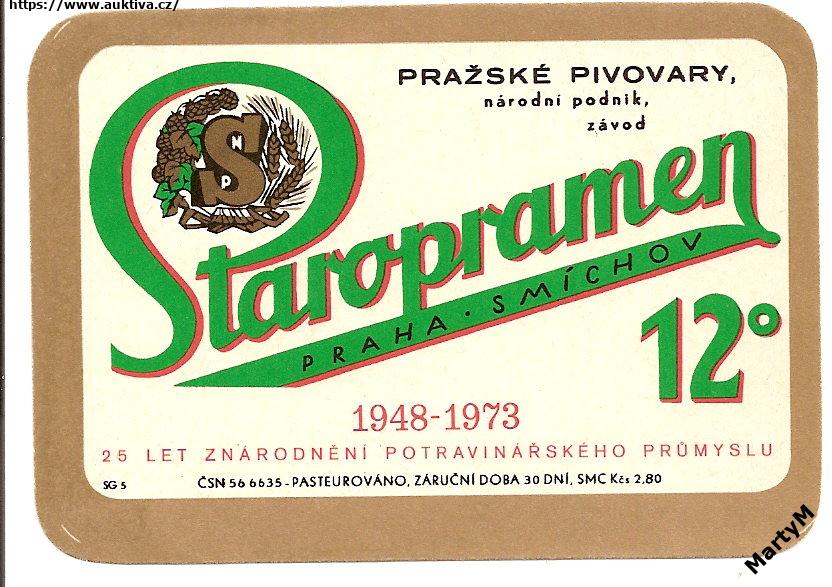 https://www.auktiva.cz/
PRAŽSKÉ PIVOVARY,
národní podnik,
závod
S
N
P
Staropramen
PRAHA · SMÍCHOV
12°
1948-1973
25 LET ZNÁRODNĚNÍ POTRAVINÁŘSKÉHO PRŮMYSLU
SG 5
ČSN 56 6635 - PASTEUROVÁNO, ZÁRUČNÍ DOBA 30 DNÍ, SMC Kčs 2,80
MartyM